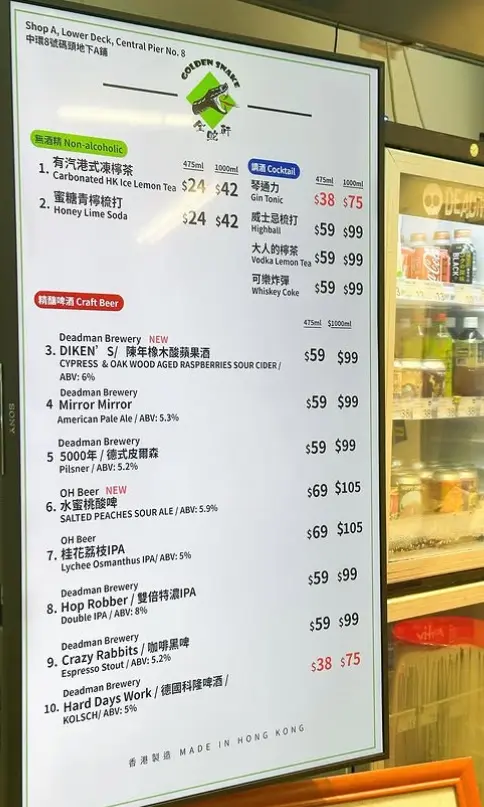 Shop A, Lower Deck, Central Pier No. 8
中環8號碼頭地下A鋪
GOLDEN SNAKE
無酒精 Non-alcoholic
475ml 1000ml
1. 有汽港式凍檸茶 $24 $42
Carbonated HK Ice Lemon Tea
2. 蜜糖青檸梳打 $24 $42
Honey Lime Soda
調酒 Cocktail
475ml 1000ml
琴通力 $38 $75
Gin Tonic
威士忌梳打 $59 $99
Highball
大人的檸茶 $59 $99
Vodka Lemon Tea
可樂炸彈 $59 $99
Whiskey Coke
精釀啤酒 Craft Beer
475ml $1000ml
Deadman Brewery NEW
3. DIKEN'S/ 陳年橡木酸蘋果酒 $59 $99
CYPRESS & OAK WOOD AGED RASPBERRIES SOUR CIDER /
ABV: 6%
Deadman Brewery
4 Mirror Mirror $59 $99
American Pale Ale / ABV: 5.3%
Deadman Brewery
5 5000年 / 德式皮爾森 $59 $99
Pilsner / ABV: 5.2%
OH Beer NEW
6. 水蜜桃酸啤 $69 $105
SALTED PEACHES SOUR ALE / ABV: 5.9%
OH Beer
7. 桂花荔枝IPA $69 $105
Lychee Osmanthus IPA/ ABV: 5%
Deadman Brewery
8. Hop Robber / 雙倍特濃IPA $59 $99
Double IPA / ABV: 8%
Deadman Brewery
9. Crazy Rabbits / 咖啡黑啤 $59 $99
Espresso Stout / ABV: 5.2%
Deadman Brewery
10. Hard Days Work / 德國科隆啤酒 / $38 $75
KOLSCH/ ABV: 5%
香港製造 MADE IN HONG KONG
SONY
BLACK
vita